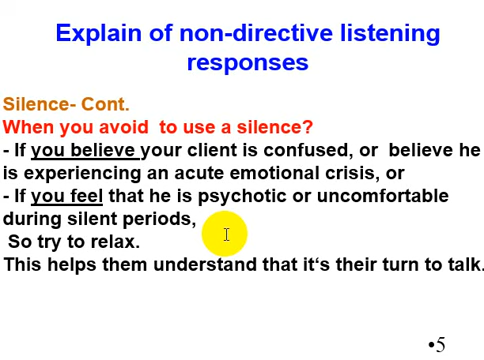 Explain of non-directive listening
responses
Silence- Cont.
When you avoid to use a silence?
- If you believe your client is confused, or believe he
is experiencing an acute emotional crisis, or
- If you feel that he is psychotic or uncomfortable
during silent periods,
So try to relax.
This helps them understand that it‘s their turn to talk.
•5